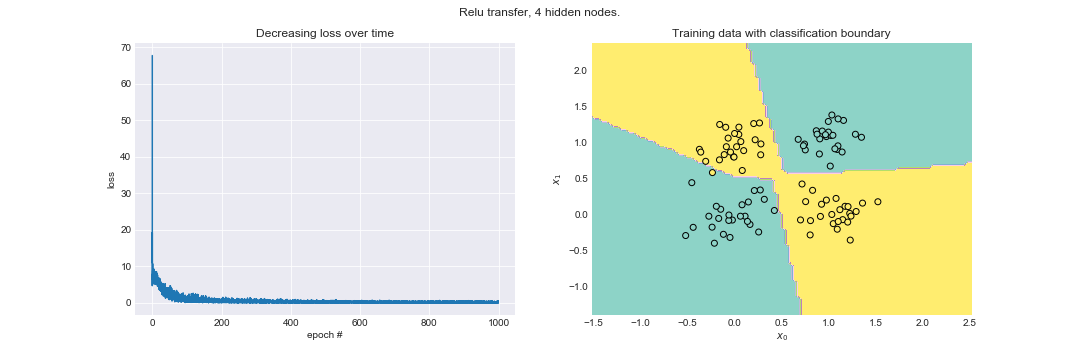 Relu transfer, 4 hidden nodes.
Decreasing loss over time
70
60
50
40
30
20
10
0
loss
0 200 400 600 800 1000
epoch #
Training data with classification boundary
2.0
1.5
1.0
0.5
0.0
−0.5
−1.0
x₁
−1.5 −1.0 −0.5 0.0 0.5 1.0 1.5 2.0 2.5
x₀